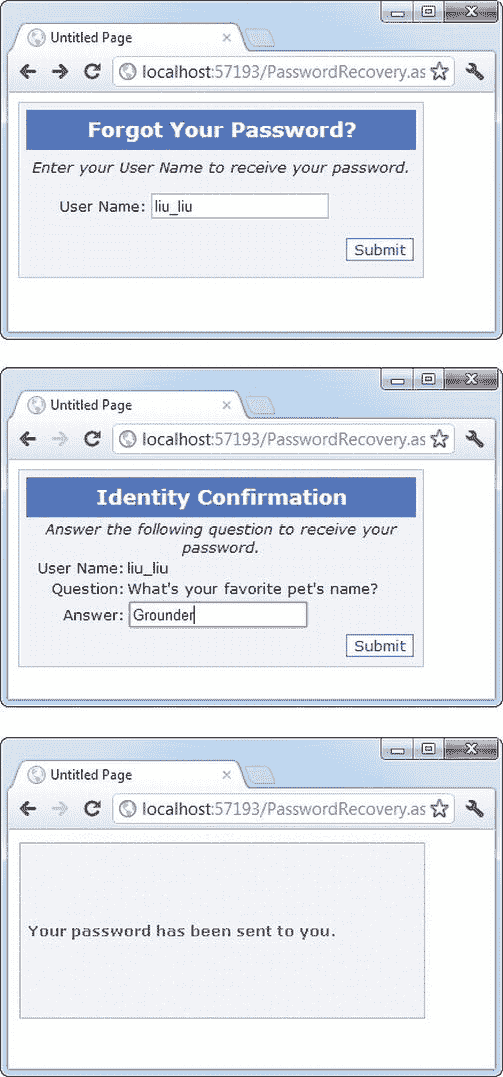 Untitled Page
localhost:57193/PasswordRecovery.as
Forgot Your Password?
Enter your User Name to receive your password.
User Name: liu_liu
Submit
Untitled Page
localhost:57193/PasswordRecovery.as
Identity Confirmation
Answer the following question to receive your
password.
User Name: liu_liu
Question: What's your favorite pet's name?
Answer: Grounder
Submit
Untitled Page
localhost:57193/PasswordRecovery.as
Your password has been sent to you.